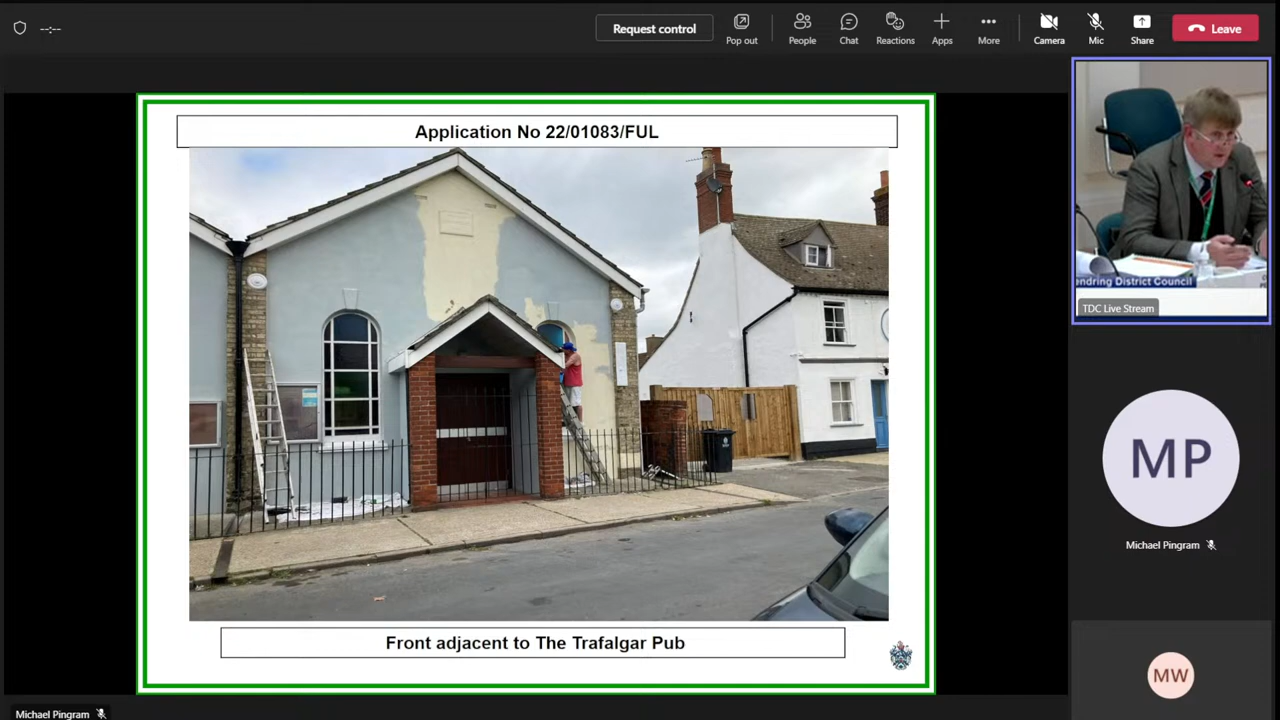 --:--
Request control
Pop out
People
Chat
Reactions
Apps
More
Camera
Mic
Share
Leave
Application No 22/01083/FUL
Front adjacent to The Trafalgar Pub
endring District Council
TDC Live Stream
MP
Michael Pingram
MW
Michael Pingram